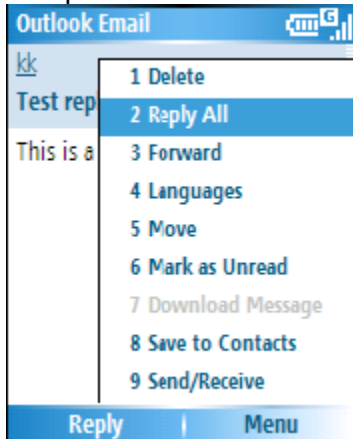 Outlook Email
G
kk
Test rep
This is a
1 Delete
2 Reply All
3 Forward
4 Languages
5 Move
6 Mark as Unread
7 Download Message
8 Save to Contacts
9 Send/Receive
Reply Menu